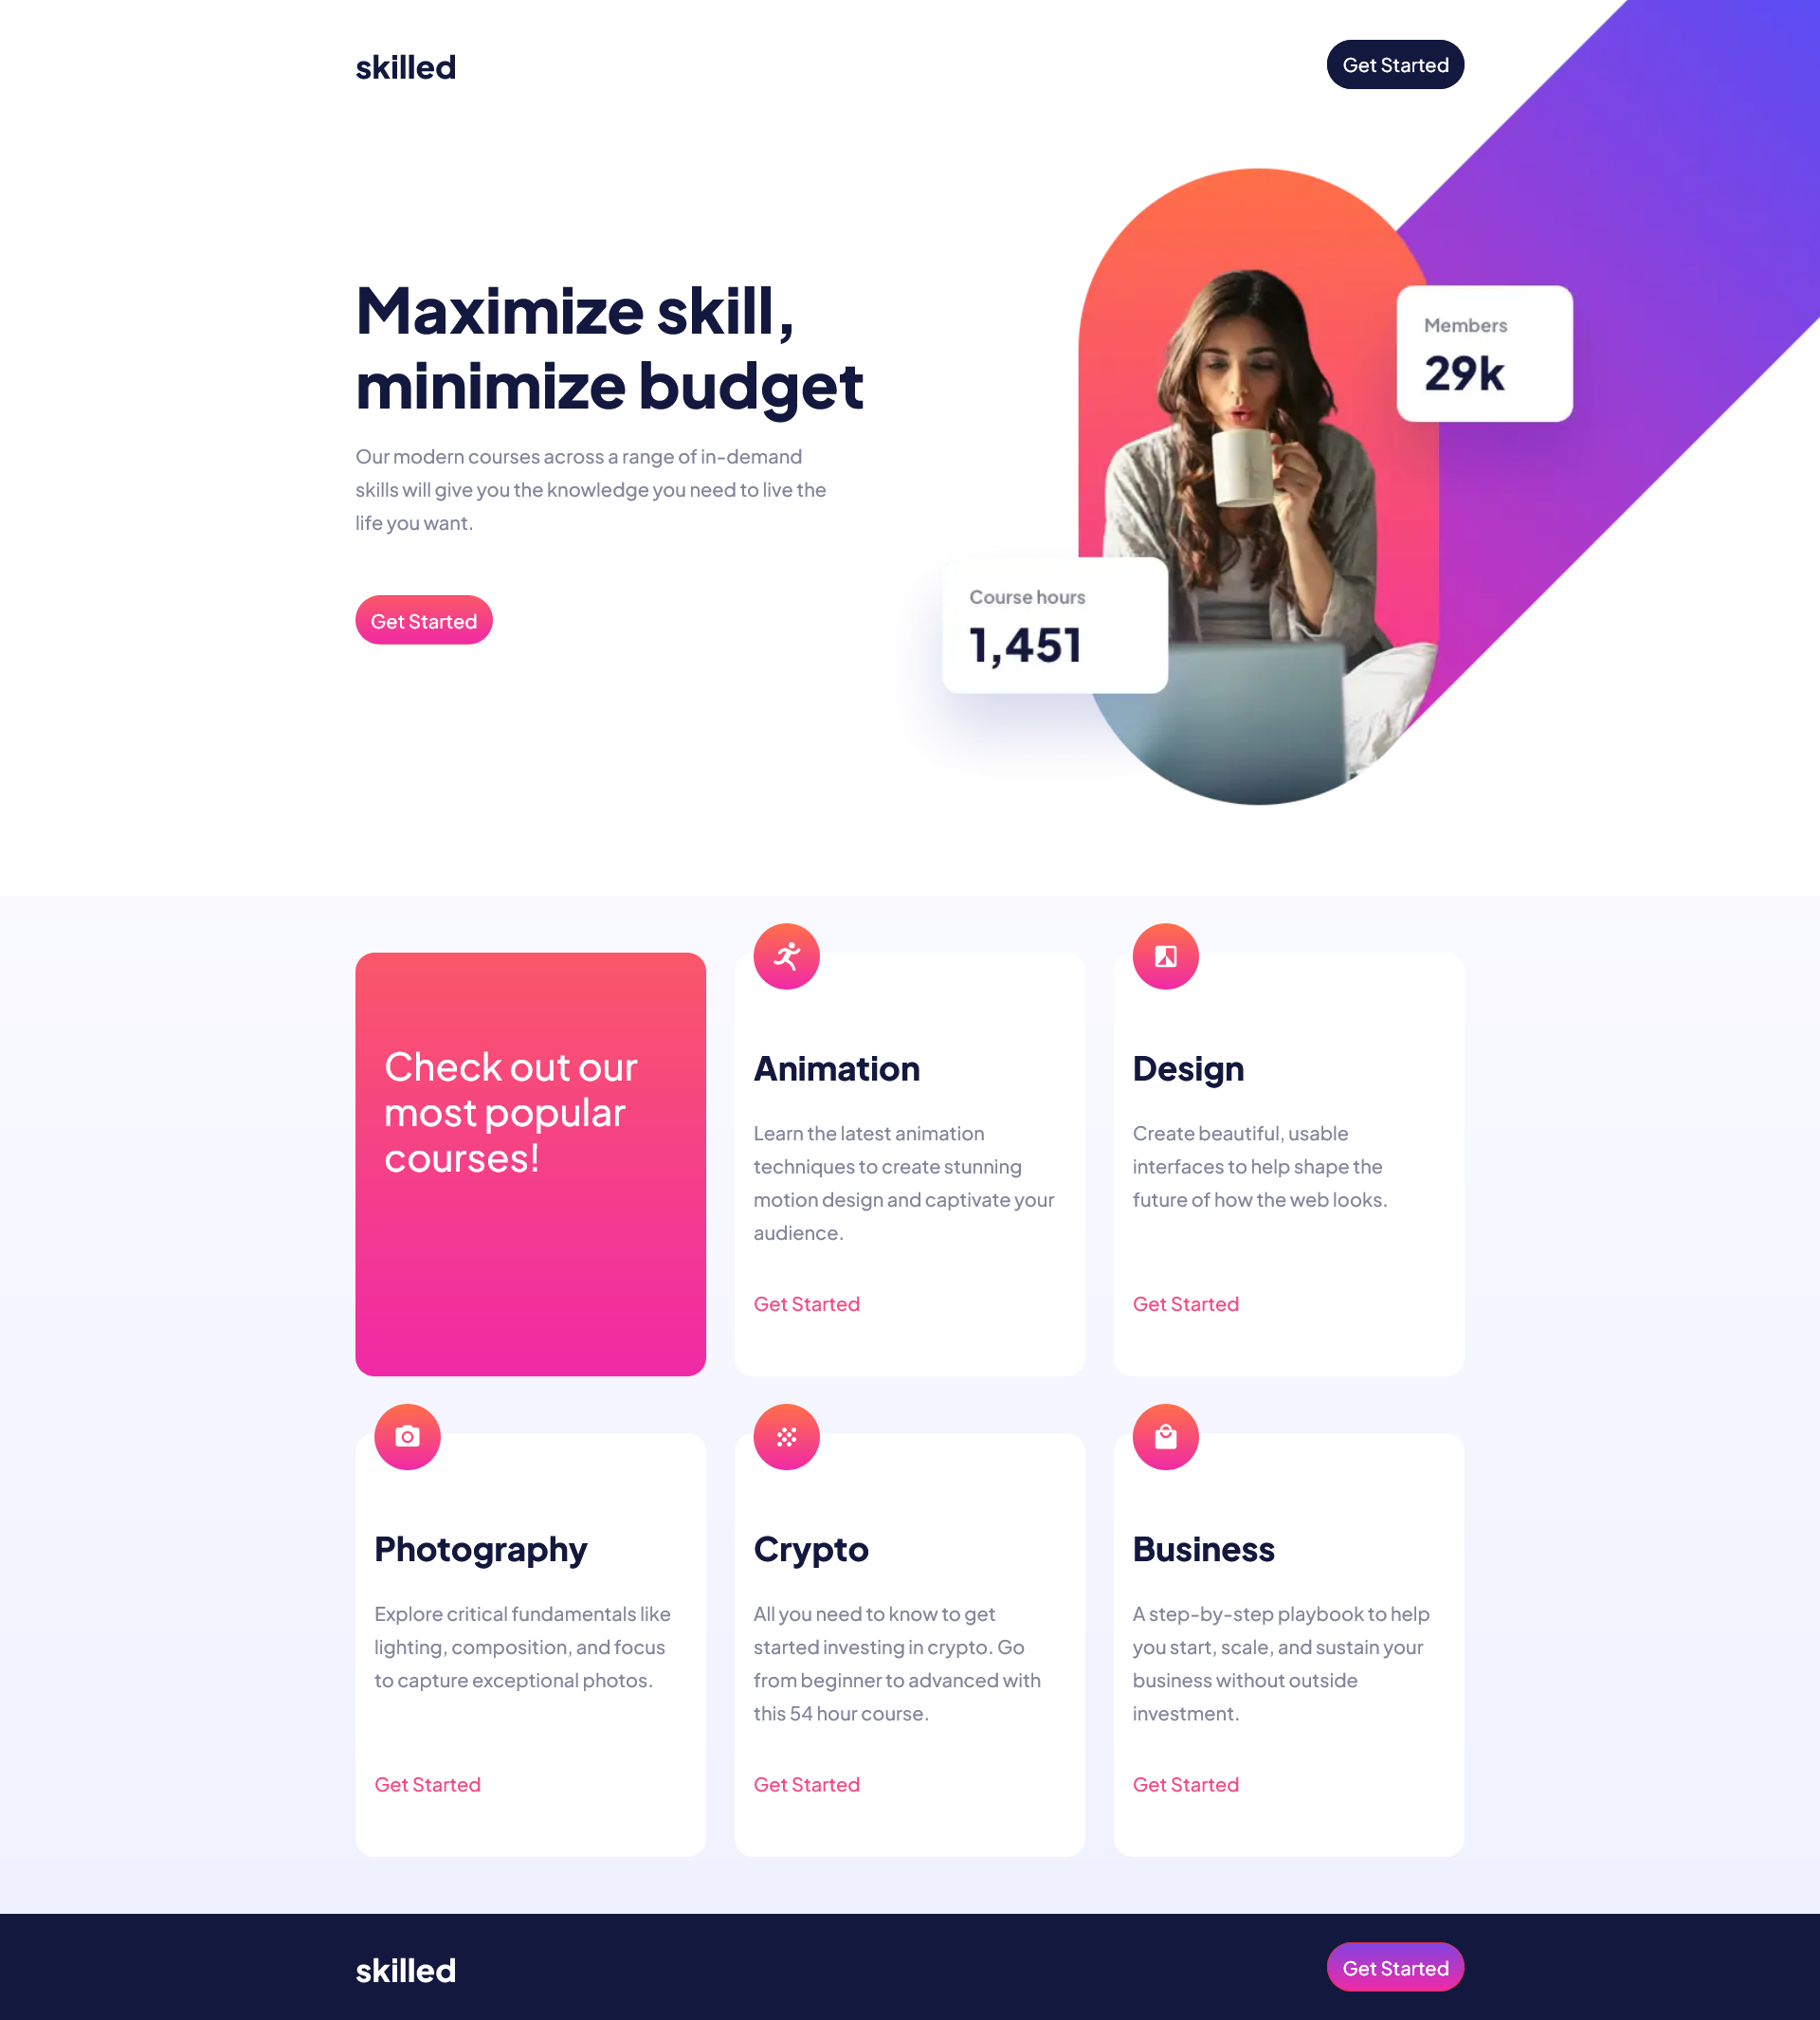 skilled
Get Started
Maximize skill,
minimize budget
Our modern courses across a range of in-demand
skills will give you the knowledge you need to live the
life you want.
Get Started
Members
29k
Course hours
1,451
Check out our
most popular
courses!
Animation
Learn the latest animation
techniques to create stunning
motion design and captivate your
audience.
Get Started
Design
Create beautiful, usable
interfaces to help shape the
future of how the web looks.
Get Started
Photography
Explore critical fundamentals like
lighting, composition, and focus
to capture exceptional photos.
Get Started
Crypto
All you need to know to get
started investing in crypto. Go
from beginner to advanced with
this 54 hour course.
Get Started
Business
A step-by-step playbook to help
you start, scale, and sustain your
business without outside
investment.
Get Started
skilled
Get Started